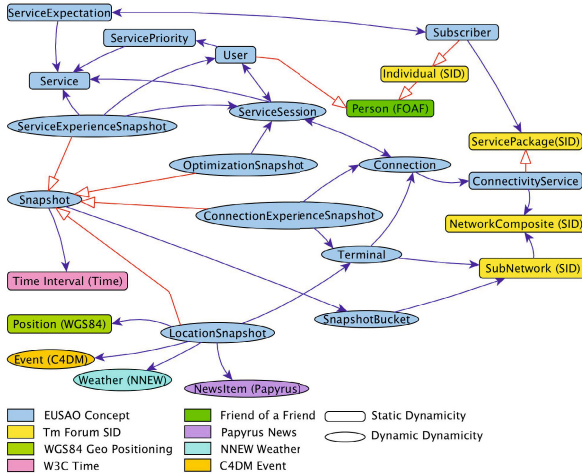 ServiceExpectation
Subscriber
ServicePriority
User
Service
Individual (SID)
Person (FOAF)
ServiceSession
ServiceExperienceSnapshot
ServicePackage(SID)
OptimizationSnapshot
Connection
ConnectivityService
Snapshot
ConnectionExperienceSnapshot
NetworkComposite (SID)
Terminal
SubNetwork (SID)
Time Interval (Time)
SnapshotBucket
Position (WGS84)
LocationSnapshot
Event (C4DM)
Weather (NNEW)
NewsItem (Papyrus)
EUSAO Concept
Friend of a Friend
Static Dynamicity
Tm Forum SID
Papyrus News
Dynamic Dynamicity
WGS84 Geo Positioning
NNEW Weather
W3C Time
C4DM Event